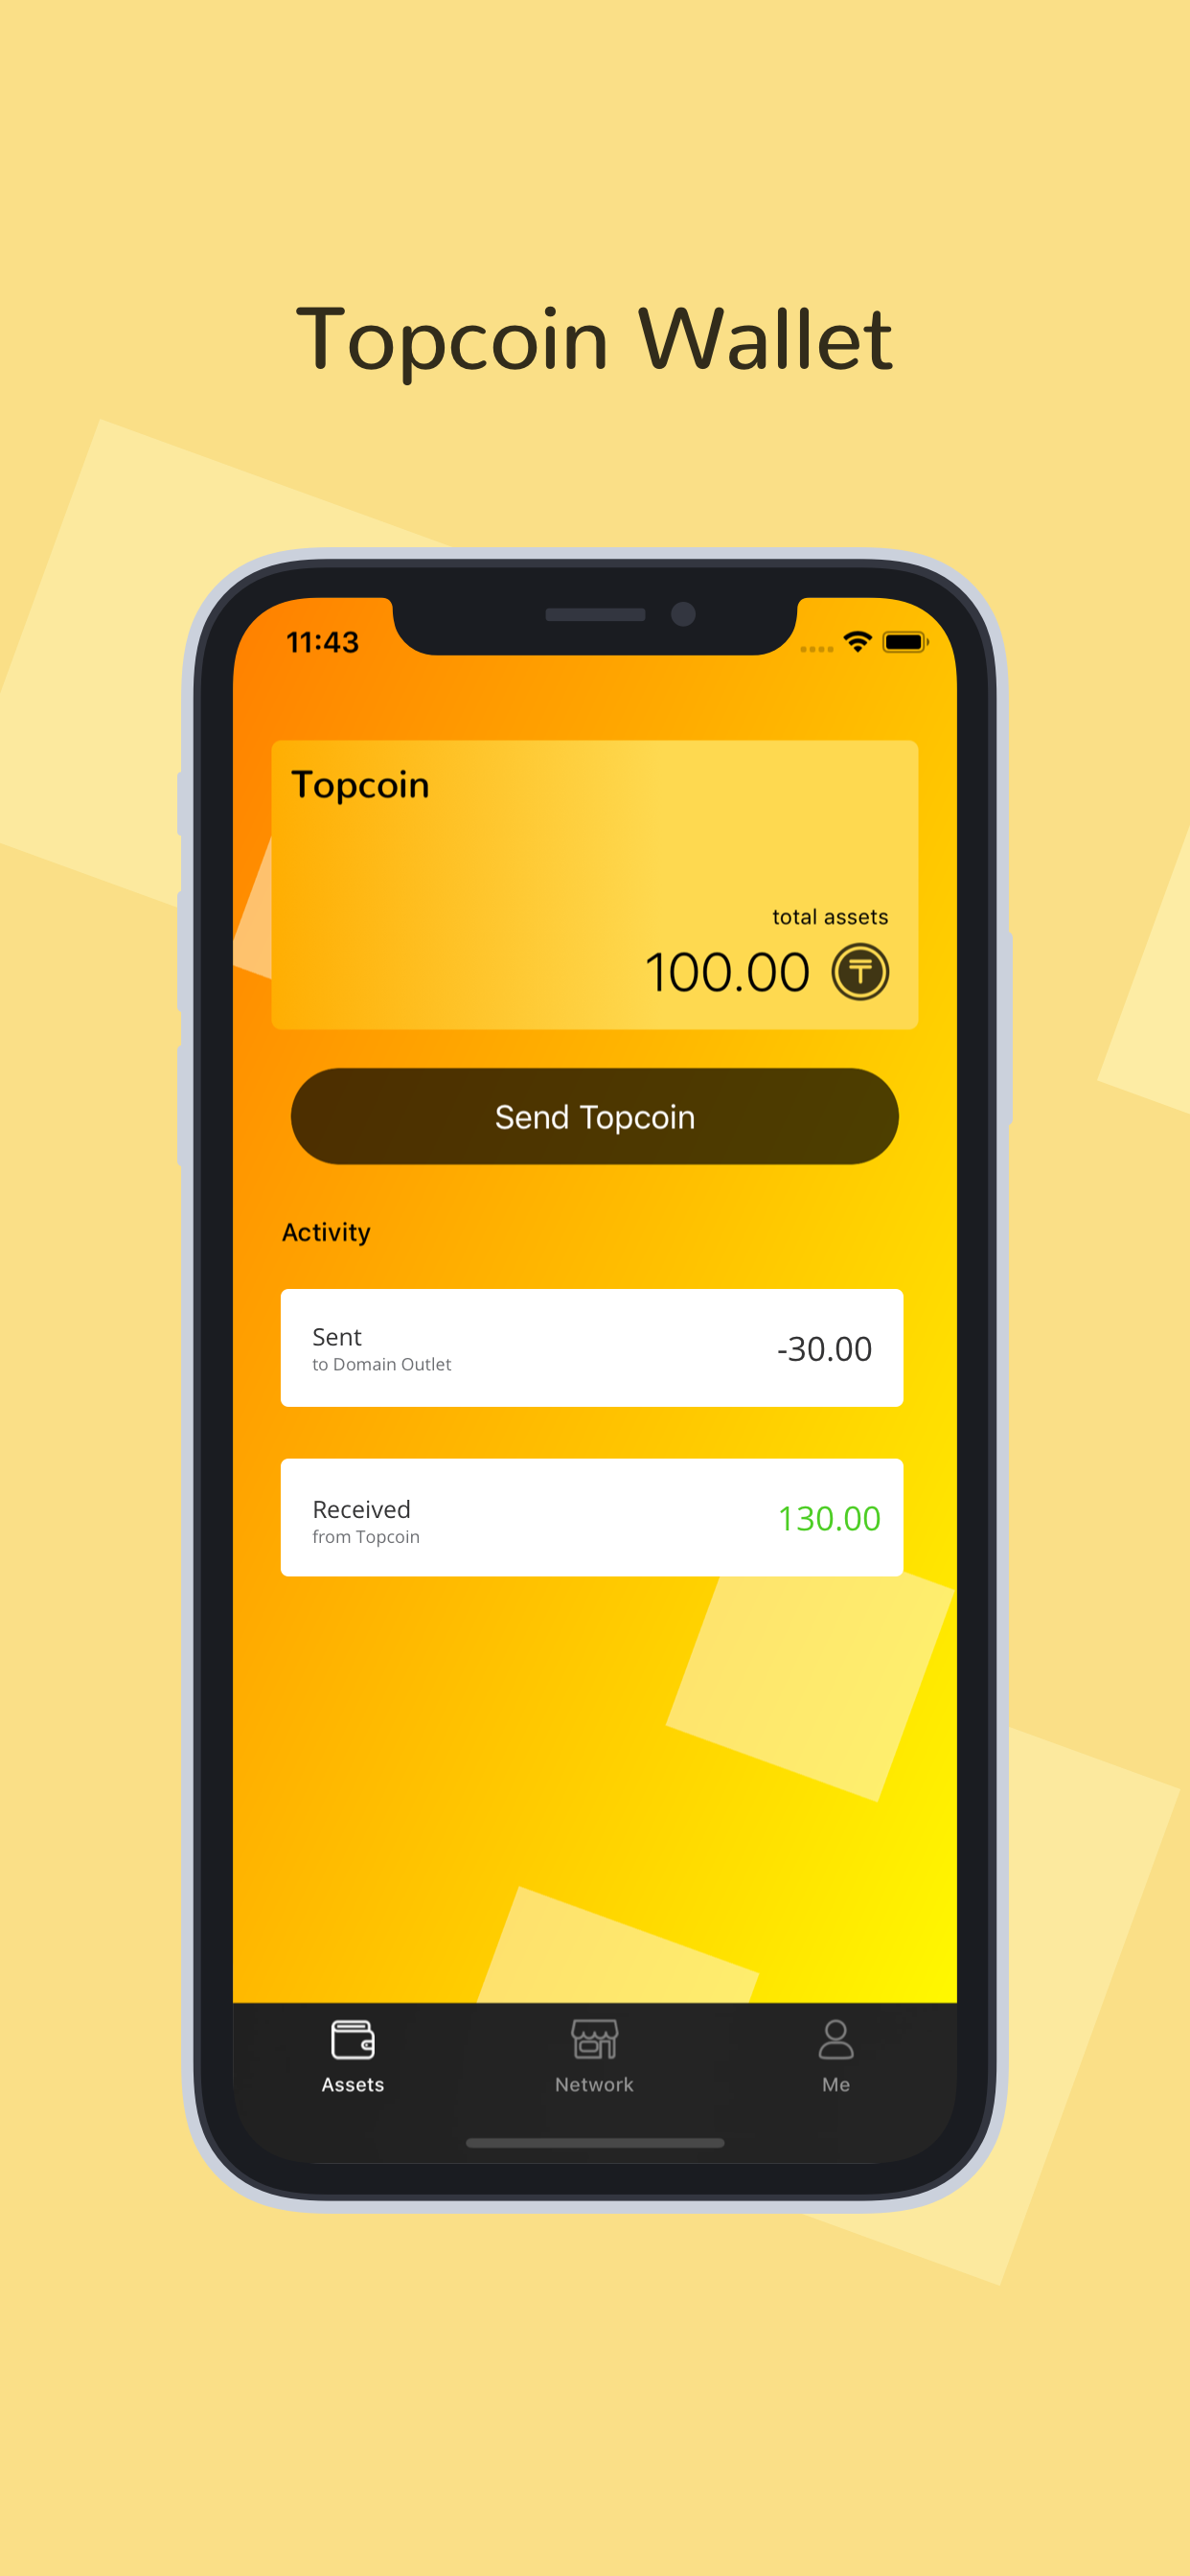 Topcoin Wallet
11:43
Topcoin
total assets
100.00
Send Topcoin
Activity
Sent
to Domain Outlet
-30.00
Received
from Topcoin
130.00
Assets
Network
Me